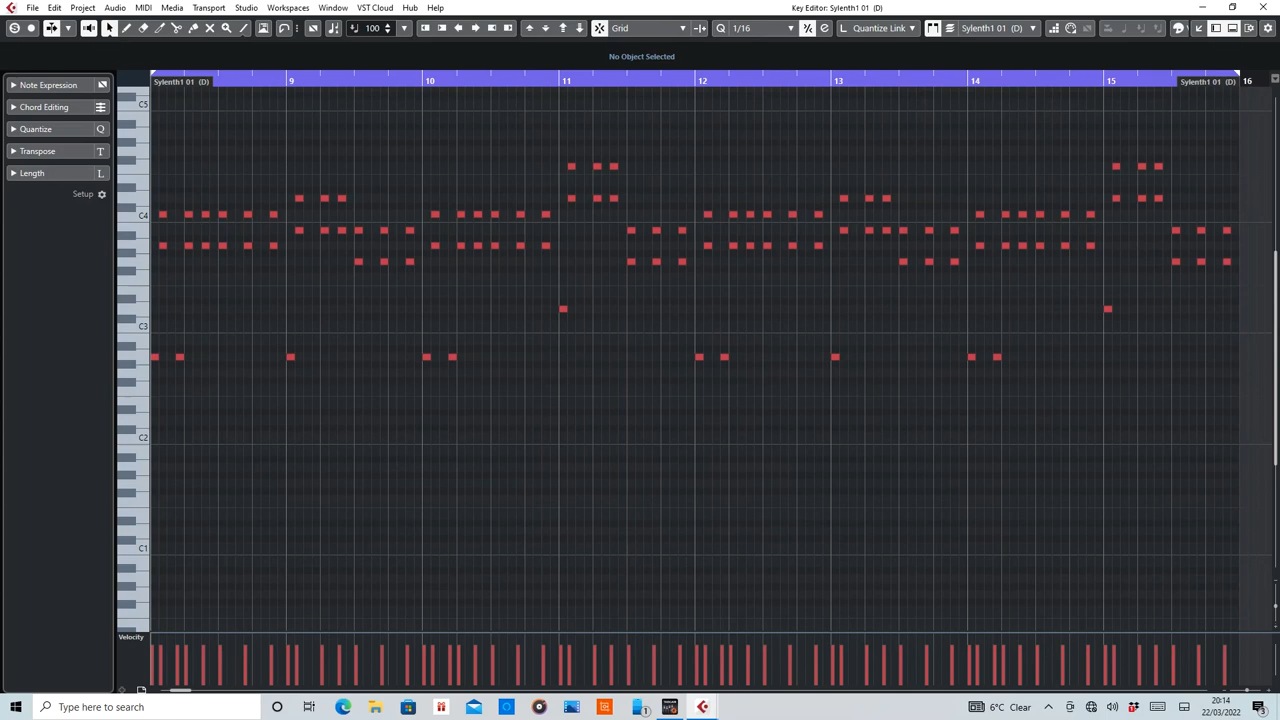 File Edit Project Audio MIDI Media Transport Studio Workspaces Window VST Cloud Hub Help
Key Editor: Sylenth1 01 (D)
S 100 Grid Q 1/16 Quantize Link Sylenth1 01 (D)
No Object Selected
9 10 11 12 13 14 15 16
Sylenth1 01 (D) Sylenth1 01 (D)
Note Expression
Chord Editing
Quantize Q
Transpose T
Length L
Setup
C5
C4
C3
C2
C1
Velocity
Type here to search
1
6°C Clear
20:14
22/03/2022
3